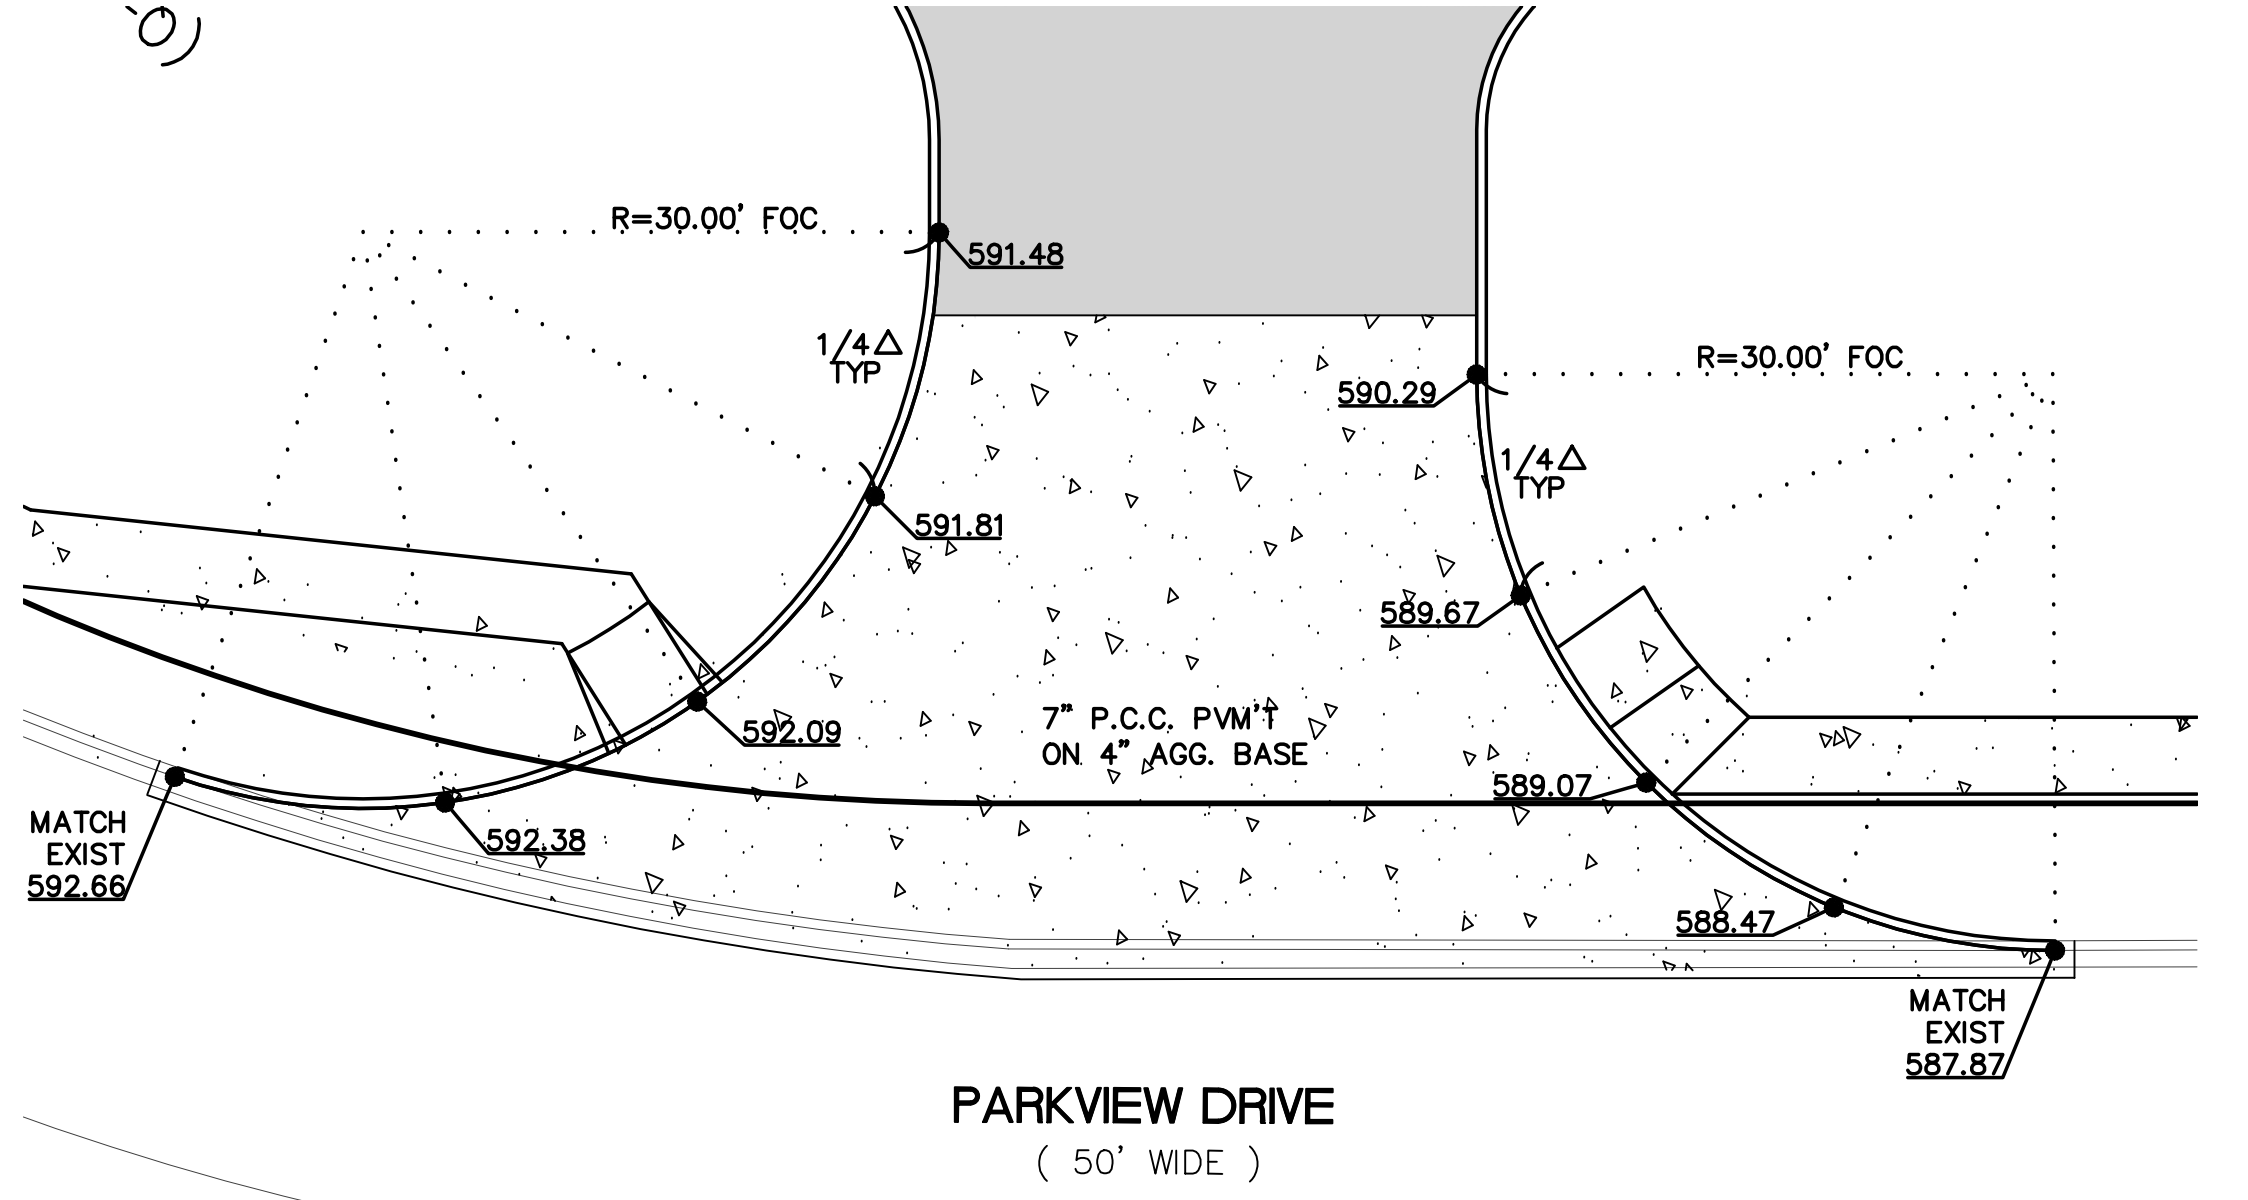 R=30.00' FOC
591.48
1/4 Δ
TYP
R=30.00' FOC
590.29
1/4 Δ
TYP
591.81
589.67
592.09
7" P.C.C. PVM'T
ON 4" AGG. BASE
589.07
MATCH
EXIST
592.66
592.38
588.47
MATCH
EXIST
587.87
PARKVIEW DRIVE
( 50' WIDE )